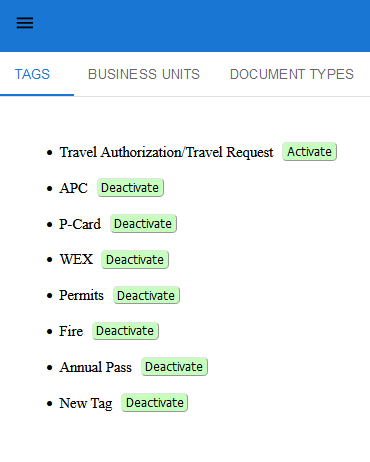 TAGS BUSINESS UNITS DOCUMENT TYPES
Travel Authorization/Travel Request Activate
APC Deactivate
P-Card Deactivate
WEX Deactivate
Permits Deactivate
Fire Deactivate
Annual Pass Deactivate
New Tag Deactivate